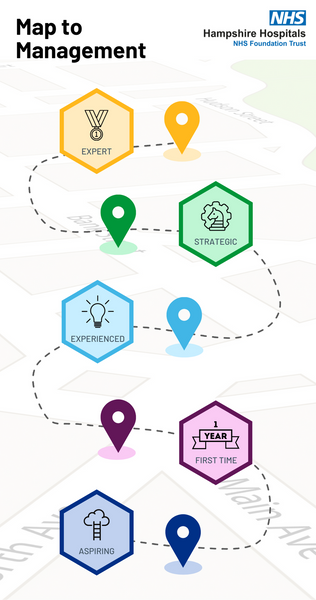 Map to
Management
NHS
Hampshire Hospitals
NHS Foundation Trust
1
EXPERT
STRATEGIC
EXPERIENCED
1
YEAR
FIRST TIME
ASPIRING
Main Ave